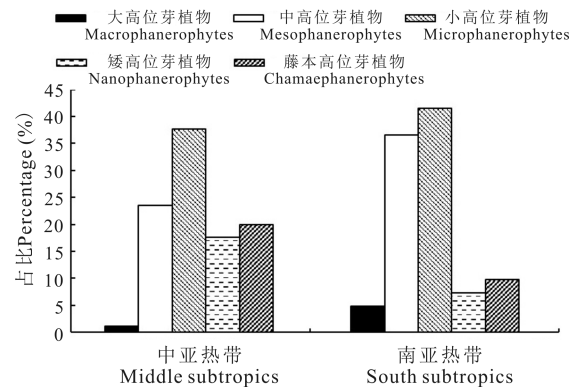 大高位芽植物 中高位芽植物 小高位芽植物
Macrophanerophytes Mesophanerophytes Microphanerophytes
矮高位芽植物 藤本高位芽植物
Nanophanerophytes Chamaephanerophytes
占比Percentage(%)
45
40
35
30
25
20
15
10
5
0
中亚热带 南亚热带
Middle subtropics South subtropics